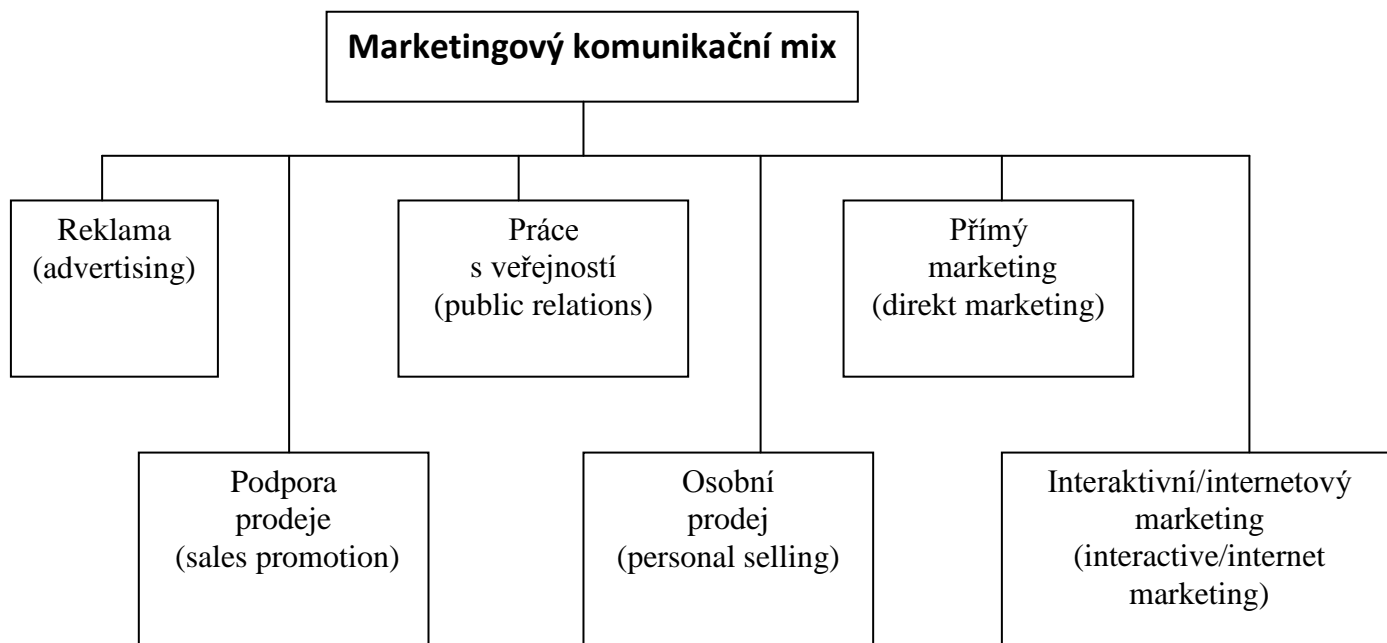 Marketingový komunikační mix
Reklama
(advertising)
Práce
s veřejností
(public relations)
Přímý
marketing
(direkt marketing)
Podpora
prodeje
(sales promotion)
Osobní
prodej
(personal selling)
Interaktivní/internetový
marketing
(interactive/internet
marketing)